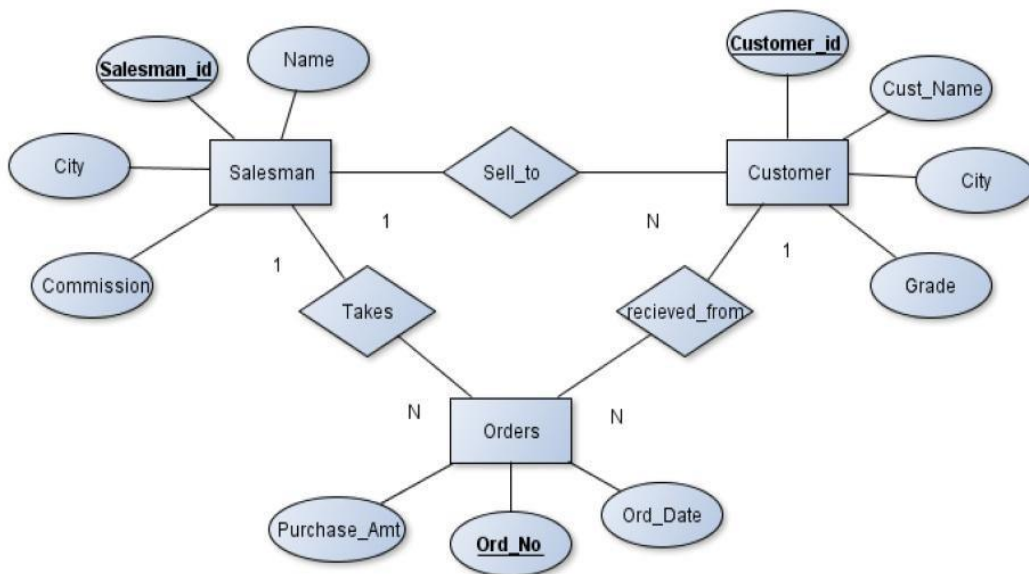 Customer_id
Name
Salesman_id
Cust_Name
City
Salesman
Sell_to
Customer
City
1
N
1
1
Commission
Grade
Takes
recieved_from
N
N
Orders
Purchase_Amt
Ord_No
Ord_Date